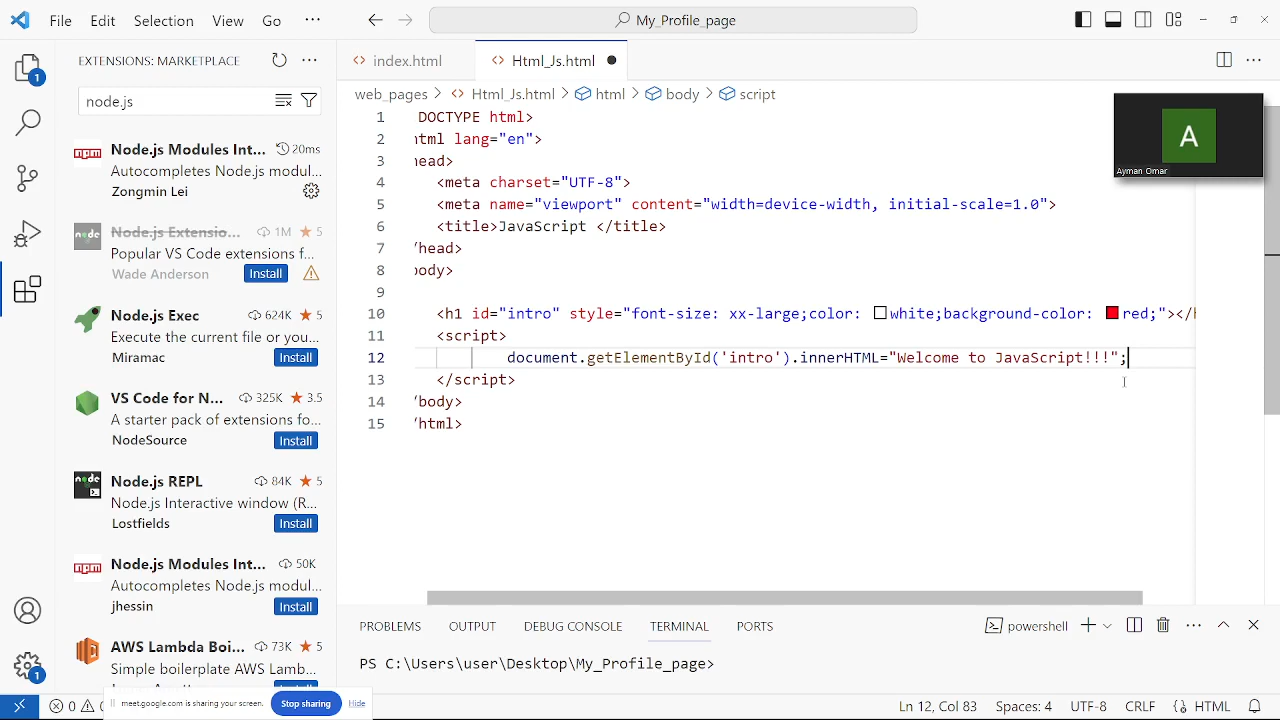 File Edit Selection View Go ··· My_Profile_page
EXTENSIONS: MARKETPLACE
node.js
Node.js Modules Int... 20ms
Autocompletes Node.js modul...
Zongmin Lei
Node.js Extensio... 1M 5
Popular VS Code extensions f...
Wade Anderson Install
Node.js Exec 624K 5
Execute the current file or you...
Miramac Install
VS Code for N... 325K 3.5
A starter pack of extensions fo...
NodeSource Install
Node.js REPL 84K 5
Node.js Interactive window (R...
Lostfields Install
Node.js Modules Int... 50K
Autocompletes Node.js modul...
jhessin Install
AWS Lambda Boi... 73K 5
Simple boilerplate AWS Lamb...
1
1
index.html Html_Js.html
web_pages > Html_Js.html > html > body > script
1 DOCTYPE html>
2 html lang="en">
3 head>
4 <meta charset="UTF-8">
5 <meta name="viewport" content="width=device-width, initial-scale=1.0">
6 <title>JavaScript </title>
7 /head>
8 body>
9
10 <h1 id="intro" style="font-size: xx-large;color: white;background-color: red;"></h
11 <script>
12 document.getElementById('intro').innerHTML="Welcome to JavaScript!!!";
13 </script>
14 /body>
15 /html>
A
Ayman Omar
PROBLEMS OUTPUT DEBUG CONSOLE TERMINAL PORTS powershell
PS C:\Users\user\Desktop\My_Profile_page>
meet.google.com is sharing your screen. Stop sharing Hide
0 Ln 12, Col 83 Spaces: 4 UTF-8 CRLF HTML